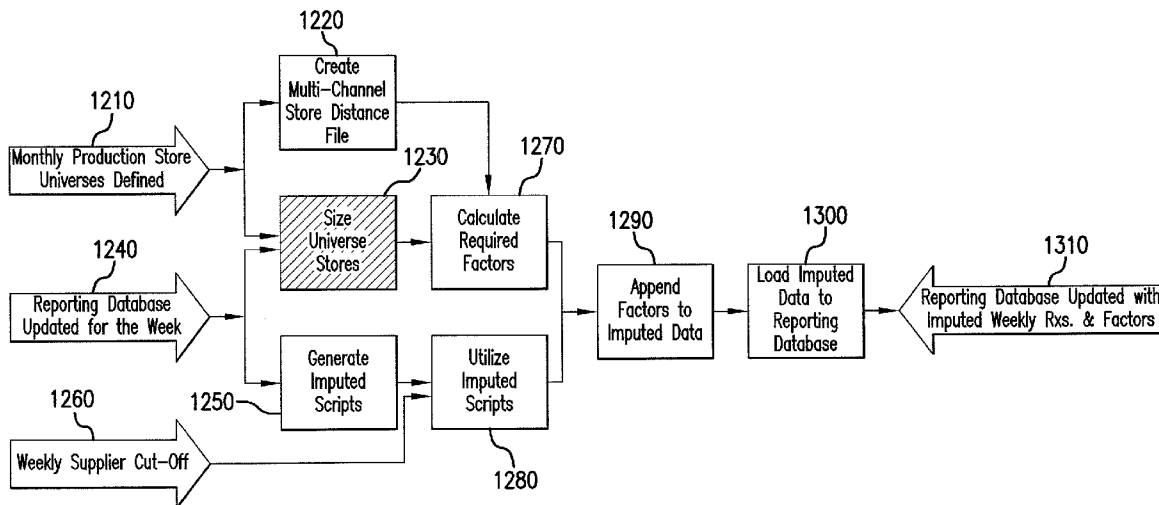 1220
Create
Multi-Channel
Store Distance
File
1210
Monthly Production Store
Universes Defined
1230
Size
Universe
Stores
1270
Calculate
Required
Factors
1240
Reporting Database
Updated for the Week
1290
Append
Factors to
Imputed Data
1300
Load Imputed
Data to
Reporting
Database
1310
Reporting Database Updated with
Imputed Weekly Rxs. & Factors
Generate
Imputed
Scripts
1250
Utilize
Imputed
Scripts
1280
1260
Weekly Supplier Cut-Off